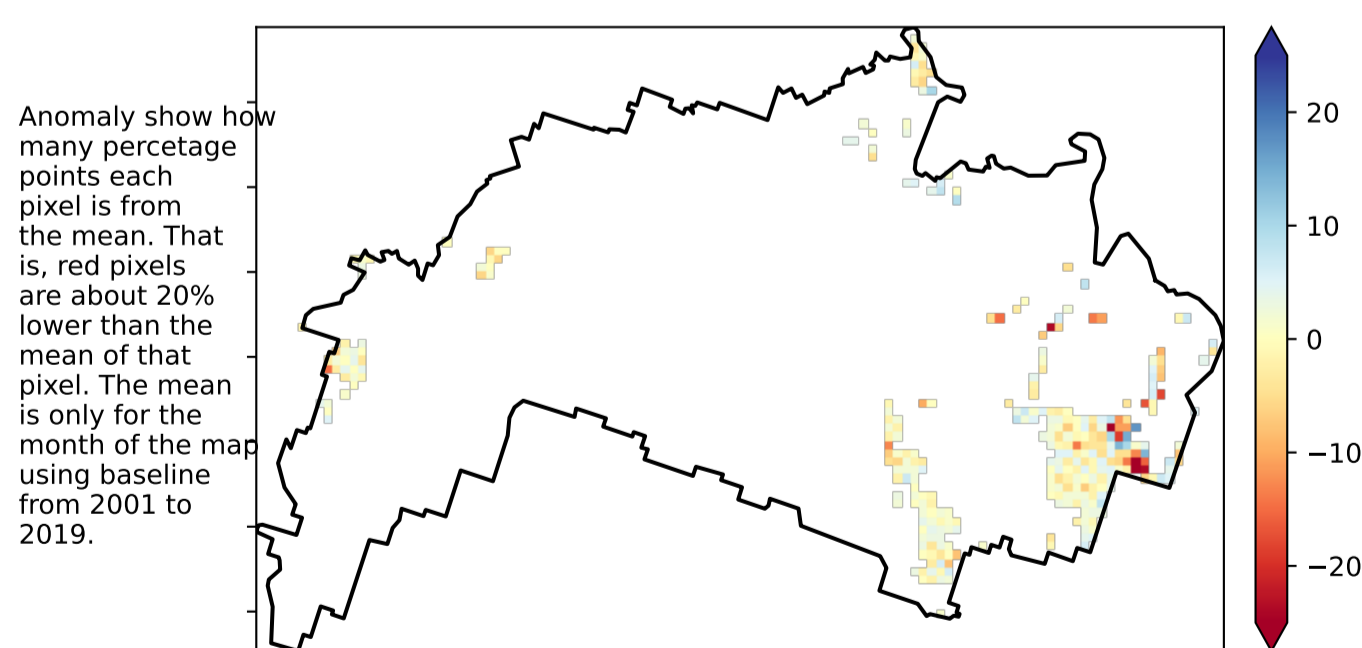 Anomaly show how
many percetage
points each
pixel is from
the mean. That
is, red pixels
are about 20%
lower than the
mean of that
pixel. The mean
is only for the
month of the map
using baseline
from 2001 to
2019.
20
10
0
−10
−20